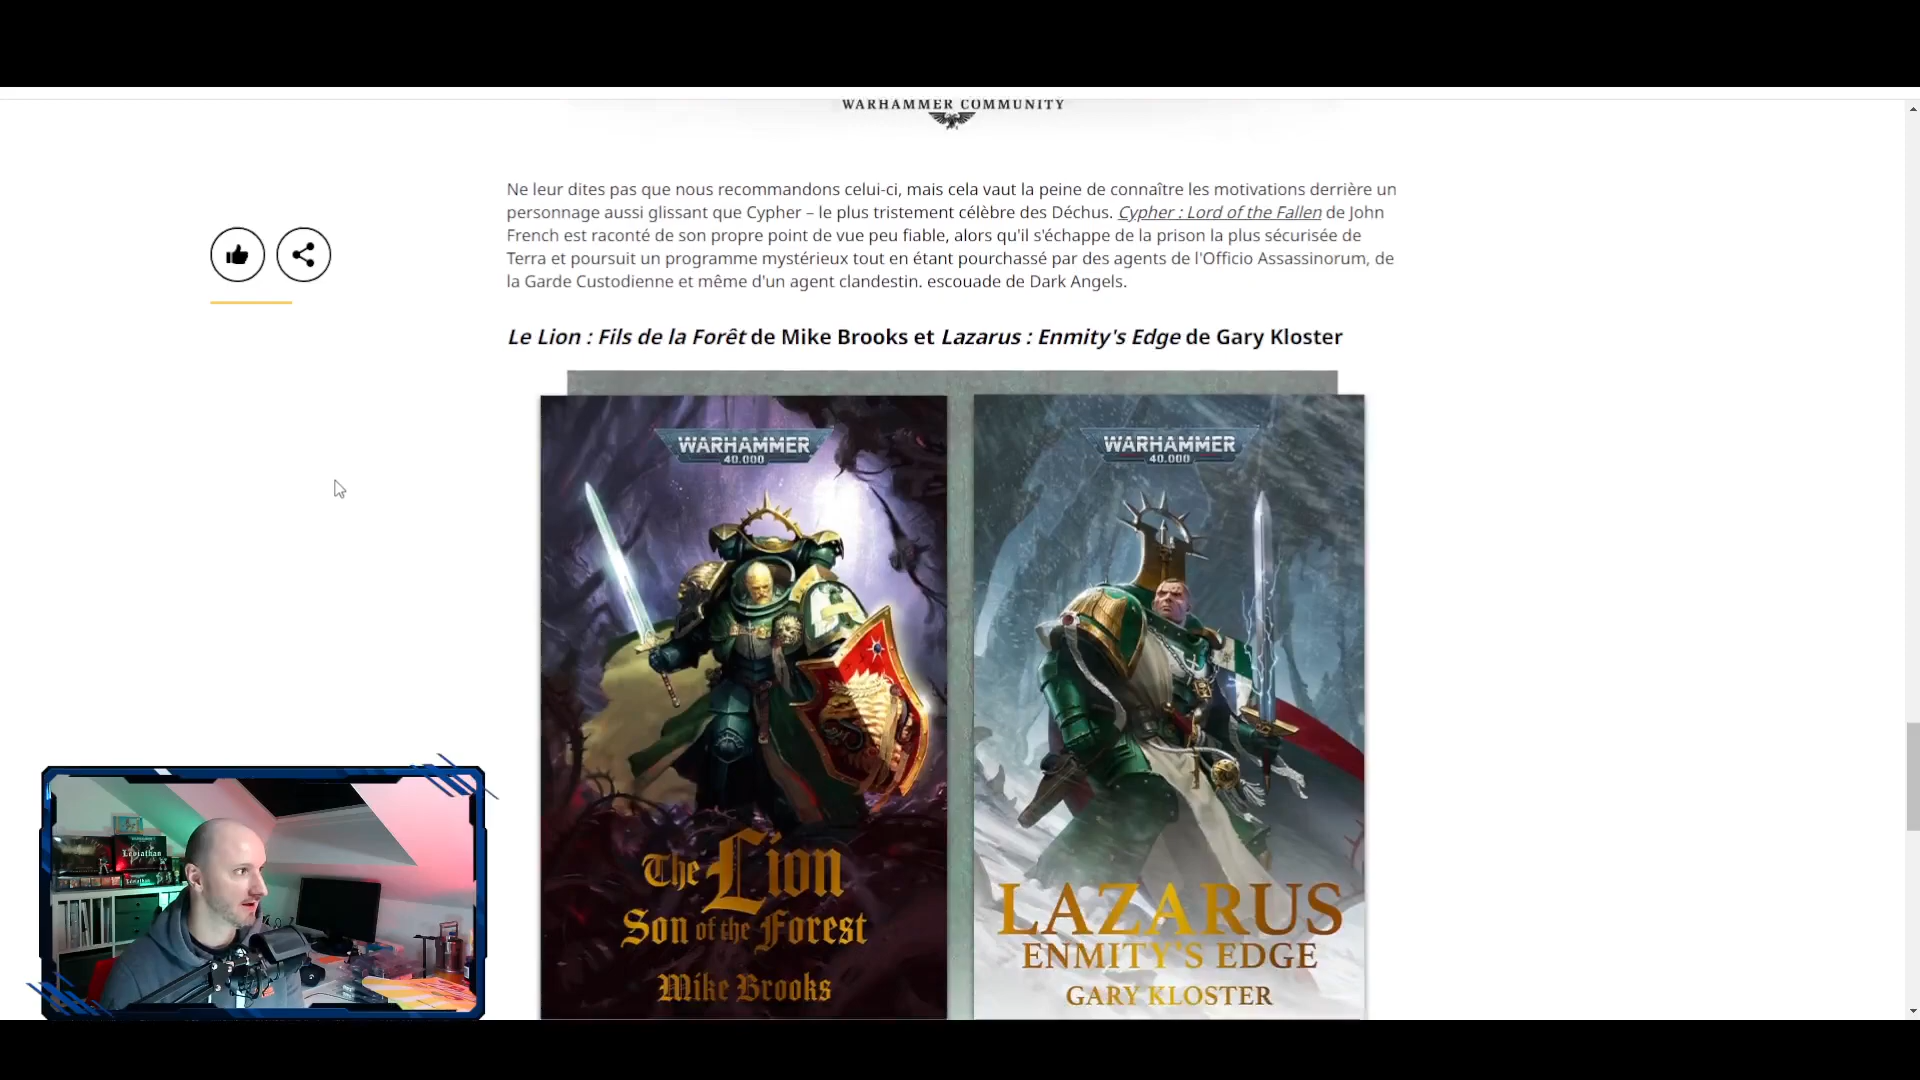 WARHAMMER COMMUNITY
Ne leur dites pas que nous recommandons celui-ci, mais cela vaut la peine de connaître les motivations derrière un
personnage aussi glissant que Cypher – le plus tristement célèbre des Déchus. Cypher : Lord of the Fallen de John
French est raconté de son propre point de vue peu fiable, alors qu'il s'échappe de la prison la plus sécurisée de
Terra et poursuit un programme mystérieux tout en étant pourchassé par des agents de l'Officio Assassinorum, de
la Garde Custodienne et même d'un agent clandestin. escouade de Dark Angels.
Le Lion : Fils de la Forêt de Mike Brooks et Lazarus : Enmity's Edge de Gary Kloster
WARHAMMER
40.000
The Lion
Son of the Forest
Mike Brooks
WARHAMMER
40.000
LAZARUS
ENMITY'S EDGE
GARY KLOSTER
Leviathan
Leviathan